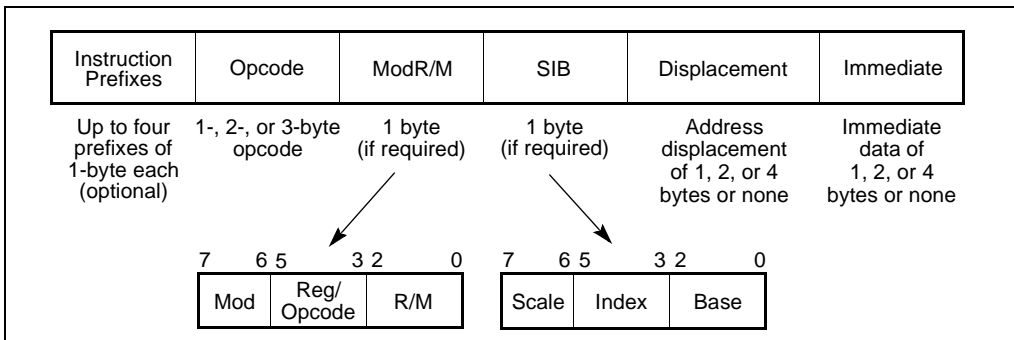 Instruction Prefixes
Opcode
ModR/M
SIB
Displacement
Immediate
Up to four prefixes of 1-byte each (optional)
1-, 2-, or 3-byte opcode
1 byte (if required)
1 byte (if required)
Address displacement of 1, 2, or 4 bytes or none
Immediate data of 1, 2, or 4 bytes or none
7 6 5 3 2 0
Mod
Reg/Opcode
R/M
7 6 5 3 2 0
Scale
Index
Base